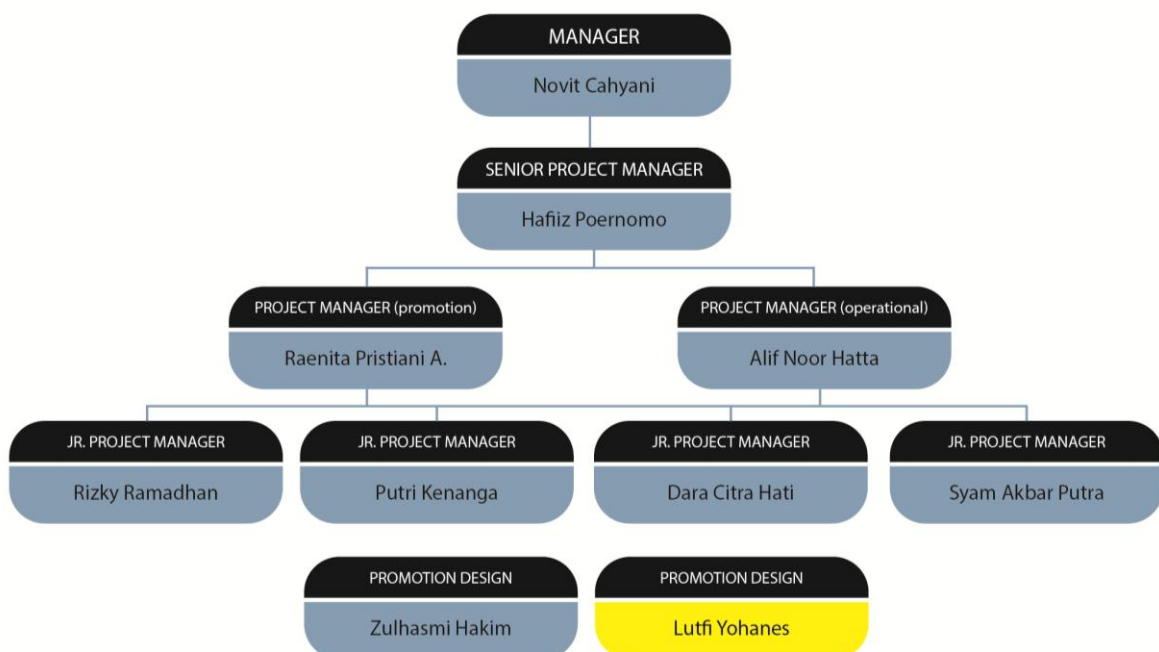 MANAGER
Novit Cahyani
SENIOR PROJECT MANAGER
Hafiiz Poernomo
PROJECT MANAGER (promotion)
Raenita Pristiani A.
PROJECT MANAGER (operational)
Alif Noor Hatta
JR. PROJECT MANAGER
Rizky Ramadhan
JR. PROJECT MANAGER
Putri Kenanga
JR. PROJECT MANAGER
Dara Citra Hati
JR. PROJECT MANAGER
Syam Akbar Putra
PROMOTION DESIGN
Zulhasmi Hakim
PROMOTION DESIGN
Lutfi Yohanes